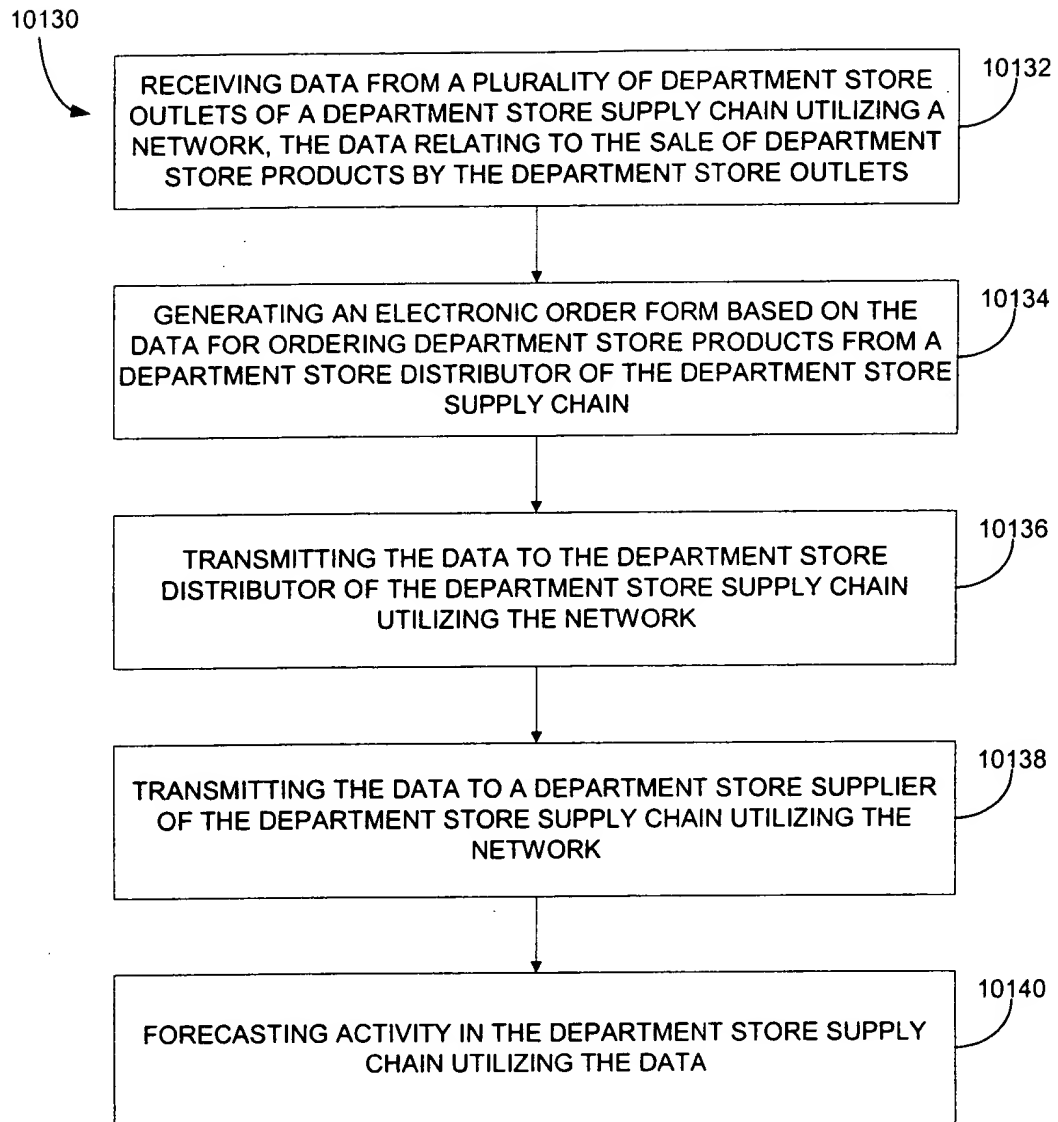 10130
RECEIVING DATA FROM A PLURALITY OF DEPARTMENT STORE
OUTLETS OF A DEPARTMENT STORE SUPPLY CHAIN UTILIZING A
NETWORK, THE DATA RELATING TO THE SALE OF DEPARTMENT
STORE PRODUCTS BY THE DEPARTMENT STORE OUTLETS
10132
GENERATING AN ELECTRONIC ORDER FORM BASED ON THE
DATA FOR ORDERING DEPARTMENT STORE PRODUCTS FROM A
DEPARTMENT STORE DISTRIBUTOR OF THE DEPARTMENT STORE
SUPPLY CHAIN
10134
TRANSMITTING THE DATA TO THE DEPARTMENT STORE
DISTRIBUTOR OF THE DEPARTMENT STORE SUPPLY CHAIN
UTILIZING THE NETWORK
10136
TRANSMITTING THE DATA TO A DEPARTMENT STORE SUPPLIER
OF THE DEPARTMENT STORE SUPPLY CHAIN UTILIZING THE
NETWORK
10138
FORECASTING ACTIVITY IN THE DEPARTMENT STORE SUPPLY
CHAIN UTILIZING THE DATA
10140